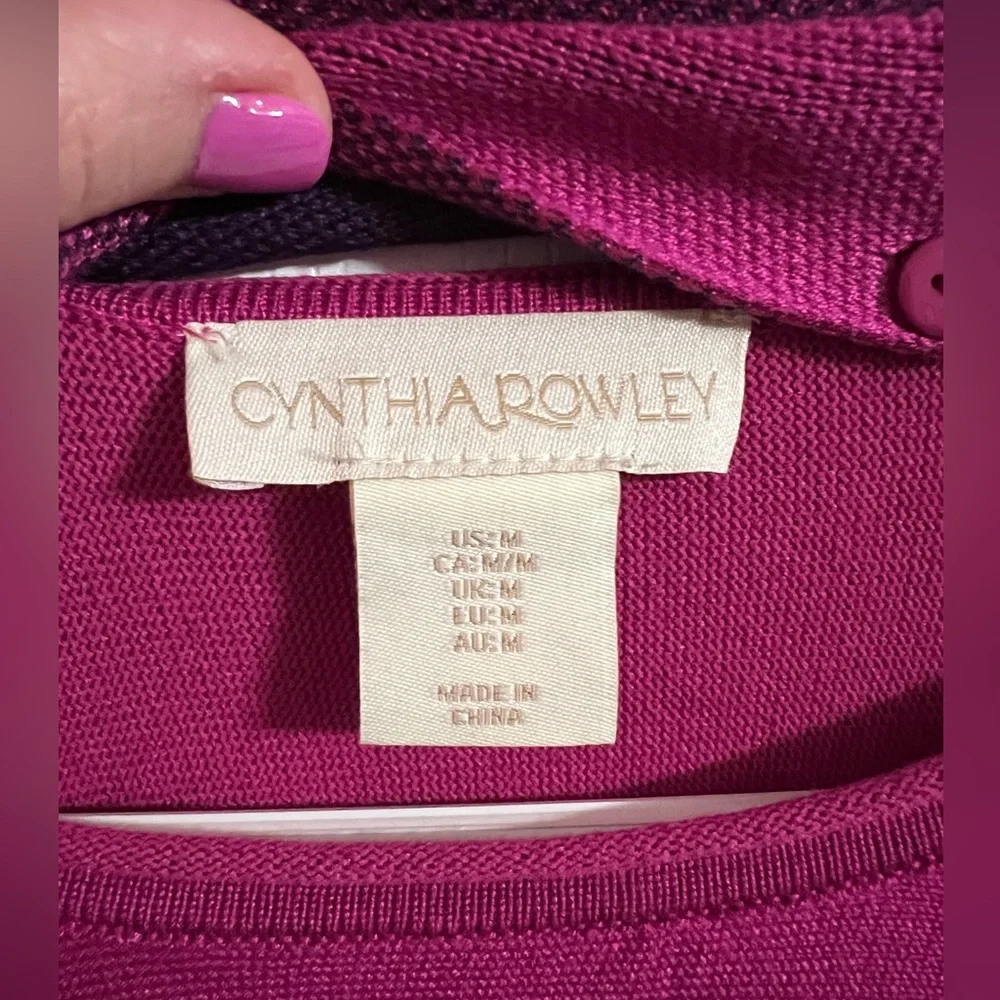 CYNTHIA ROWLEY
US: M
CA: M/M
UK: M
EU: M
AU: M
MADE IN
CHINA